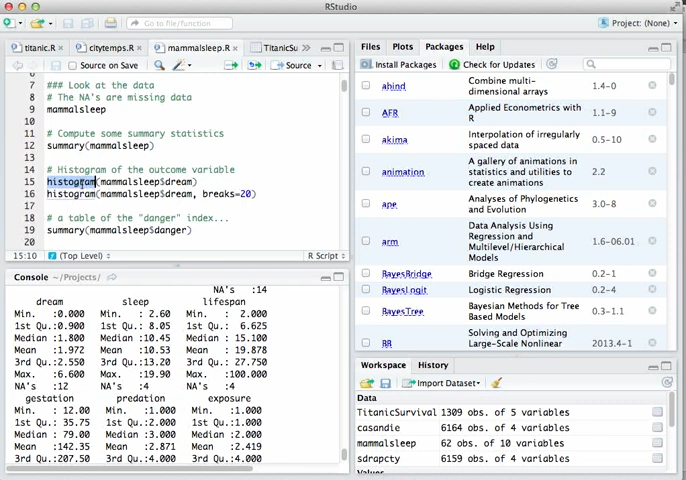 RStudio
Go to file/function
Project: (None)
titanic.R
citytemps.R
mammalsleep.R
TitanicSu
Source on Save
Source
7 ### Look at the data
8 # The NA's are missing data
9 mammalsleep
10
11 # Compute some summary statistics
12 summary(mammalsleep)
13
14 # Histogram of the outcome variable
15 histogram(mammalsleep$dream)
16 histogram(mammalsleep$dream, breaks=20)
17
18 # a table of the "danger" index...
19 summary(mammalsleep$danger)
20
15:10 (Top Level) R Script
Console ~/Projects/
NA's :14
dream sleep lifespan
Min. :0.000 Min. : 2.60 Min. : 2.000
1st Qu.:0.900 1st Qu.: 8.05 1st Qu.: 6.625
Median :1.800 Median :10.45 Median : 15.100
Mean :1.972 Mean :10.53 Mean : 19.878
3rd Qu.:2.550 3rd Qu.:13.20 3rd Qu.: 27.750
Max. :6.600 Max. :19.90 Max. :100.000
NA's :12 NA's :4 NA's :4
gestation predation exposure
Min. : 12.00 Min. :1.000 Min. :1.000
1st Qu.: 35.75 1st Qu.:2.000 1st Qu.:1.000
Median : 79.00 Median :3.000 Median :2.000
Mean :142.35 Mean :2.871 Mean :2.419
3rd Qu.:207.50 3rd Qu.:4.000 3rd Qu.:4.000
Files Plots Packages Help
Install Packages Check for Updates
abind Combine multi-dimensional arrays 1.4-0
AFR Applied Econometrics with R 1.1-9
akima Interpolation of irregularly spaced data 0.5-10
animation A gallery of animations in statistics and utilities to create animations 2.2
ape Analyses of Phylogenetics and Evolution 3.0-8
arm Data Analysis Using Regression and Multilevel/Hierarchical Models 1.6-06.01
BayesBridge Bridge Regression 0.2-1
BayesLogit Logistic Regression 0.2-4
BayesTree Bayesian Methods for Tree Based Models 0.3-1.1
BB Solving and Optimizing Large-Scale Nonlinear 2013.4-1
Workspace History
Import Dataset
Data
TitanicSurvival 1309 obs. of 5 variables
casandie 6164 obs. of 4 variables
mammalsleep 62 obs. of 10 variables
sdrapcty 6159 obs. of 4 variables
Values